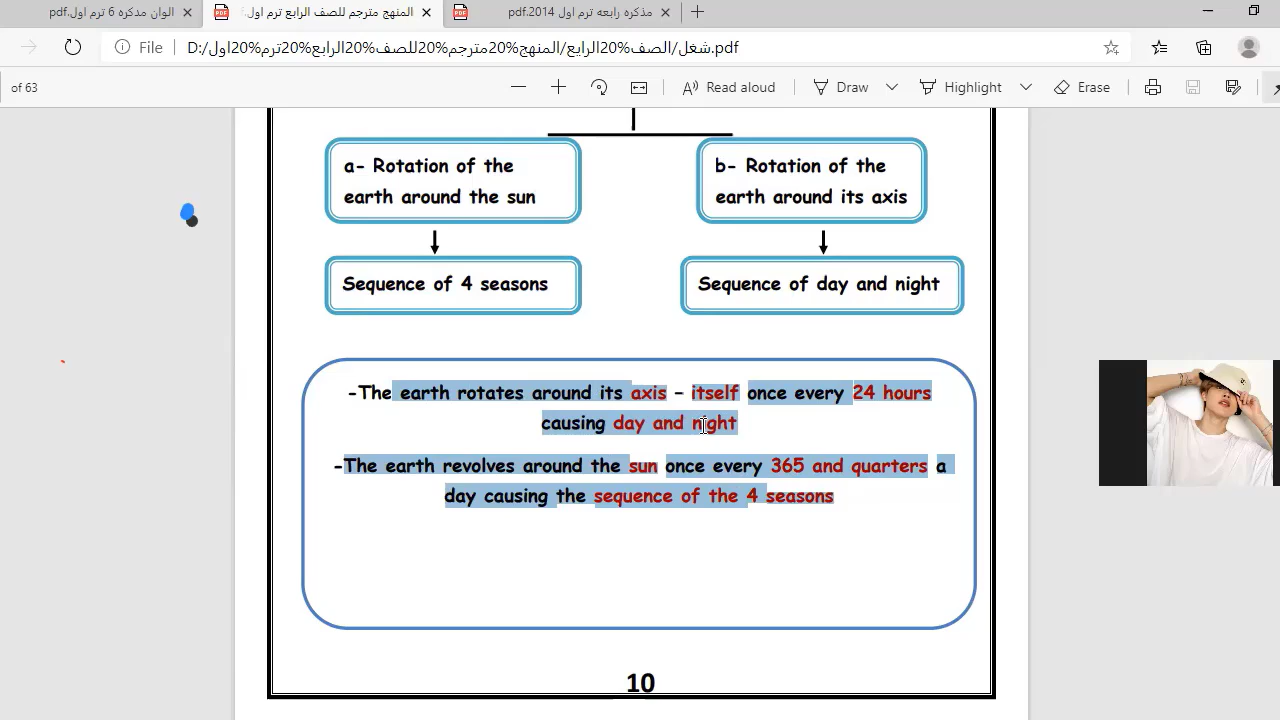 الوان مذكره 6 ترم اول.pdf
المنهج مترجم للصف الرابع ترم اول.
مذكره رابعه ترم اول 2014.pdf
File
D:/شغل/الصف%20الرابع/المنهج%20مترجم%20للصف%20الرابع%20ترم%20اول.pdf
of 63
Read aloud
Draw
Highlight
Erase
a- Rotation of the
earth around the sun
b- Rotation of the
earth around its axis
Sequence of 4 seasons
Sequence of day and night
-The earth rotates around its axis – itself once every 24 hours
causing day and night
-The earth revolves around the sun once every 365 and quarters a
day causing the sequence of the 4 seasons
10